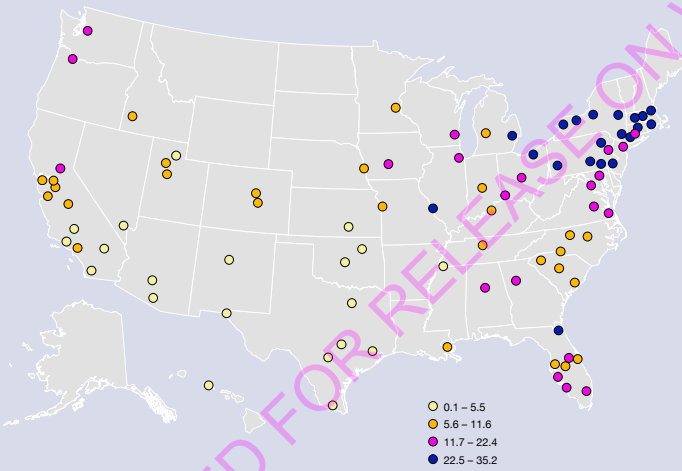 ED FOR RELEASE ON W
0.1 – 5.5
5.6 – 11.6
11.7 – 22.4
22.5 – 35.2